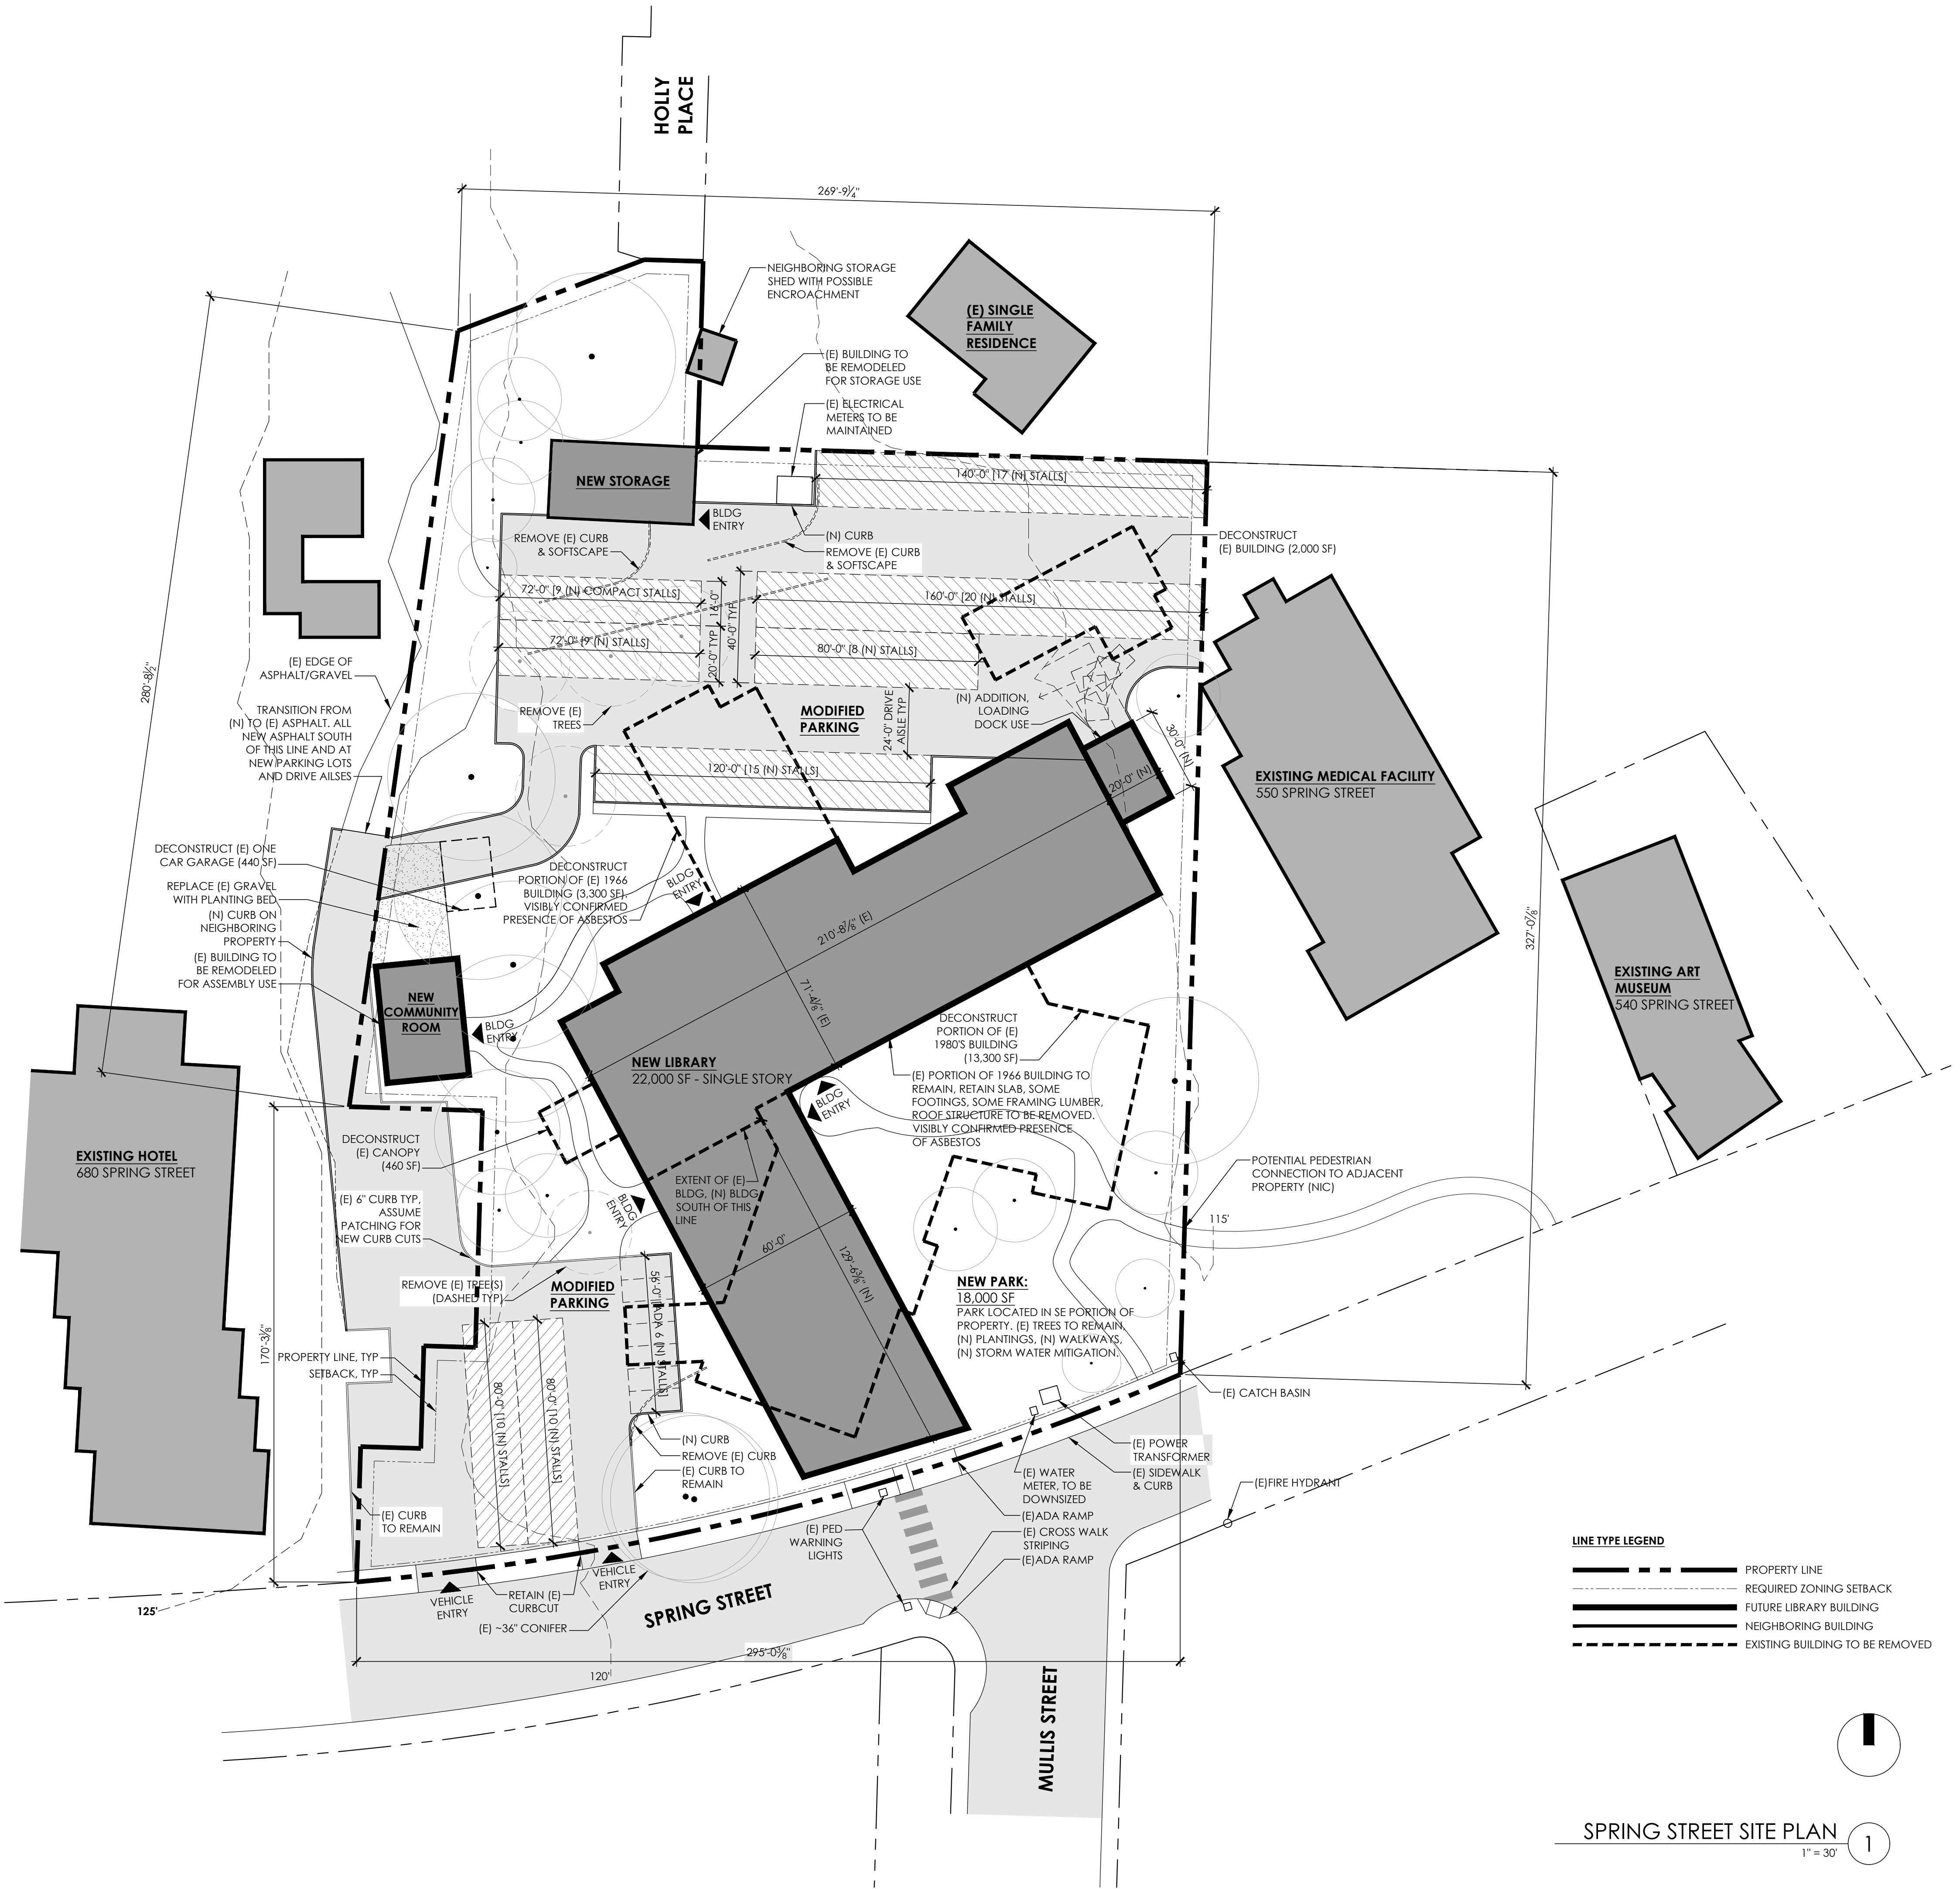 HOLLY
PLACE
269'-9¼"
NEIGHBORING STORAGE
SHED WITH POSSIBLE
ENCROACHMENT
(E) SINGLE
FAMILY
RESIDENCE
(E) BUILDING TO
BE REMODELED
FOR STORAGE USE
(E) ELECTRICAL
METERS TO BE
MAINTAINED
NEW STORAGE
140'-0" [17 (N) STALLS]
BLDG
ENTRY
REMOVE (E) CURB
& SOFTSCAPE
(N) CURB
REMOVE (E) CURB
& SOFTSCAPE
DECONSTRUCT
(E) BUILDING (2,000 SF)
72'-0" [9 (N) COMPACT STALLS]
16'-0"
40'-0" TYP
160'-0" [20 (N) STALLS]
72'-0" [9 (N) STALLS]
20'-0" TYP
80'-0" [8 (N) STALLS]
280'-8½"
(E) EDGE OF
ASPHALT/GRAVEL
TRANSITION FROM
(N) TO (E) ASPHALT. ALL
NEW ASPHALT SOUTH
OF THIS LINE AND AT
NEW PARKING LOTS
AND DRIVE AILSES
REMOVE (E)
TREES
MODIFIED
PARKING
24'-0" DRIVE
AISLE TYP
(N) ADDITION,
LOADING
DOCK USE
30'-0" (N)
20'-0" (N)
120'-0" [15 (N) STALLS]
EXISTING MEDICAL FACILITY
550 SPRING STREET
DECONSTRUCT (E) ONE
CAR GARAGE (440 SF)
REPLACE (E) GRAVEL
WITH PLANTING BED
(N) CURB ON
NEIGHBORING
PROPERTY
(E) BUILDING TO
BE REMODELED
FOR ASSEMBLY USE
DECONSTRUCT
PORTION OF (E) 1966
BUILDING (3,300 SF).
VISIBLY CONFIRMED
PRESENCE OF ASBESTOS
BLDG
ENTRY
210'-8⅞" (E)
71'-4⅛" (E)
327'-0⅞"
EXISTING ART
MUSEUM
540 SPRING STREET
NEW
COMMUNITY
ROOM
BLDG
ENTRY
NEW LIBRARY
22,000 SF - SINGLE STORY
BLDG
ENTRY
DECONSTRUCT
PORTION OF (E)
1980'S BUILDING
(13,300 SF)
(E) PORTION OF 1966 BUILDING TO
REMAIN, RETAIN SLAB, SOME
FOOTINGS, SOME FRAMING LUMBER,
ROOF STRUCTURE TO BE REMOVED.
VISIBLY CONFIRMED PRESENCE
OF ASBESTOS
EXISTING HOTEL
680 SPRING STREET
DECONSTRUCT
(E) CANOPY
(460 SF)
(E) 6" CURB TYP,
ASSUME
PATCHING FOR
NEW CURB CUTS
EXTENT OF (E)
BLDG, (N) BLDG
SOUTH OF THIS
LINE
BLDG
ENTRY
60'-0"
129'-6⅜" (N)
POTENTIAL PEDESTRIAN
CONNECTION TO ADJACENT
PROPERTY (NIC)
115'
REMOVE (E) TREE(S)
(DASHED TYP)
MODIFIED
PARKING
56'-0" [ADA 6 (N) STALLS]
NEW PARK:
18,000 SF
PARK LOCATED IN SE PORTION OF
PROPERTY. (E) TREES TO REMAIN,
(N) PLANTINGS, (N) WALKWAYS,
(N) STORM WATER MITIGATION.
170'-3⅜"
PROPERTY LINE, TYP
SETBACK, TYP
80'-0" [10 (N) STALLS]
80'-0" [10 (N) STALLS]
(E) CATCH BASIN
(N) CURB
REMOVE (E) CURB
(E) CURB TO
REMAIN
(E) POWER
TRANSFORMER
(E) SIDEWALK
& CURB
(E) WATER
METER, TO BE
DOWNSIZED
(E)FIRE HYDRANT
(E) CURB
TO REMAIN
(E)ADA RAMP
(E) PED
WARNING
LIGHTS
(E) CROSS WALK
STRIPING
(E)ADA RAMP
VEHICLE
ENTRY
RETAIN (E)
CURBCUT
VEHICLE
ENTRY
125'
(E) ~36" CONIFER
SPRING STREET
295'-0⅜"
120'
MULLIS STREET
LINE TYPE LEGEND
PROPERTY LINE
REQUIRED ZONING SETBACK
FUTURE LIBRARY BUILDING
NEIGHBORING BUILDING
EXISTING BUILDING TO BE REMOVED
SPRING STREET SITE PLAN
1
1" = 30'